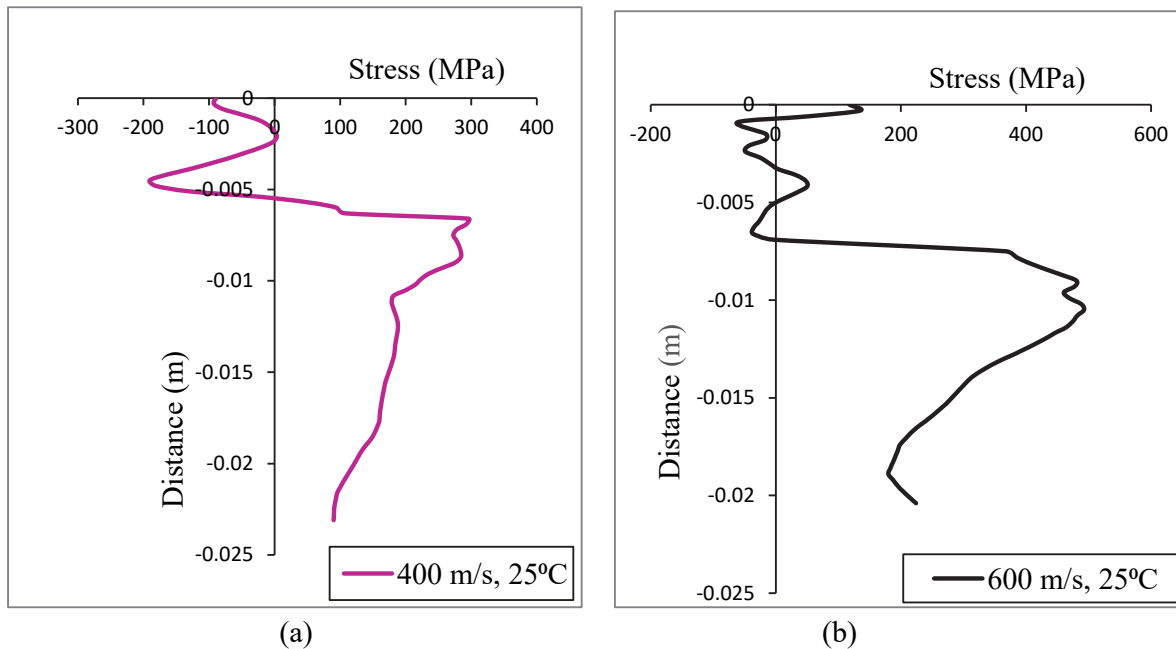 Stress (MPa)
0
-300 -200 -100 0 100 200 300 400
-0.005
-0.01
-0.015
-0.02
-0.025
Distance (m)
400 m/s, 25ºC
(a)
Stress (MPa)
0
-200 0 200 400 600
-0.005
-0.01
-0.015
-0.02
-0.025
Distance (m)
600 m/s, 25ºC
(b)